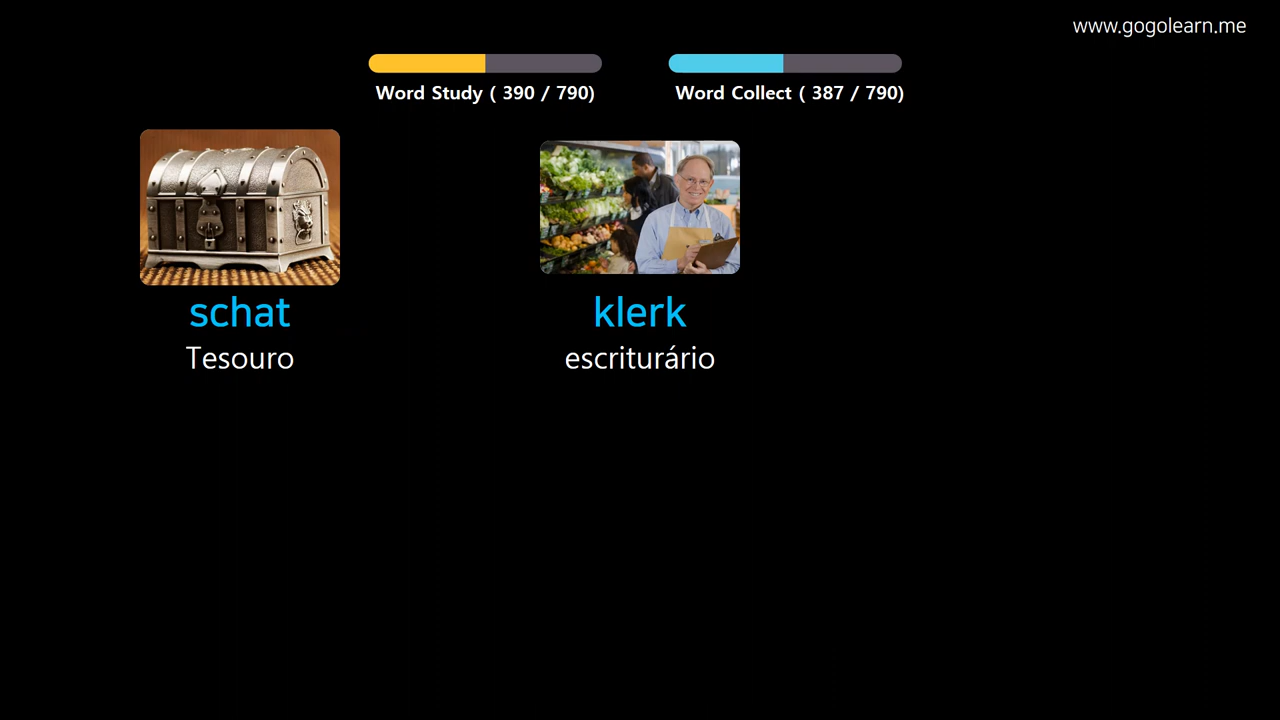 www.gogolearn.me
Word Study ( 390 / 790)
Word Collect ( 387 / 790)
schat
klerk
Tesouro
escriturário